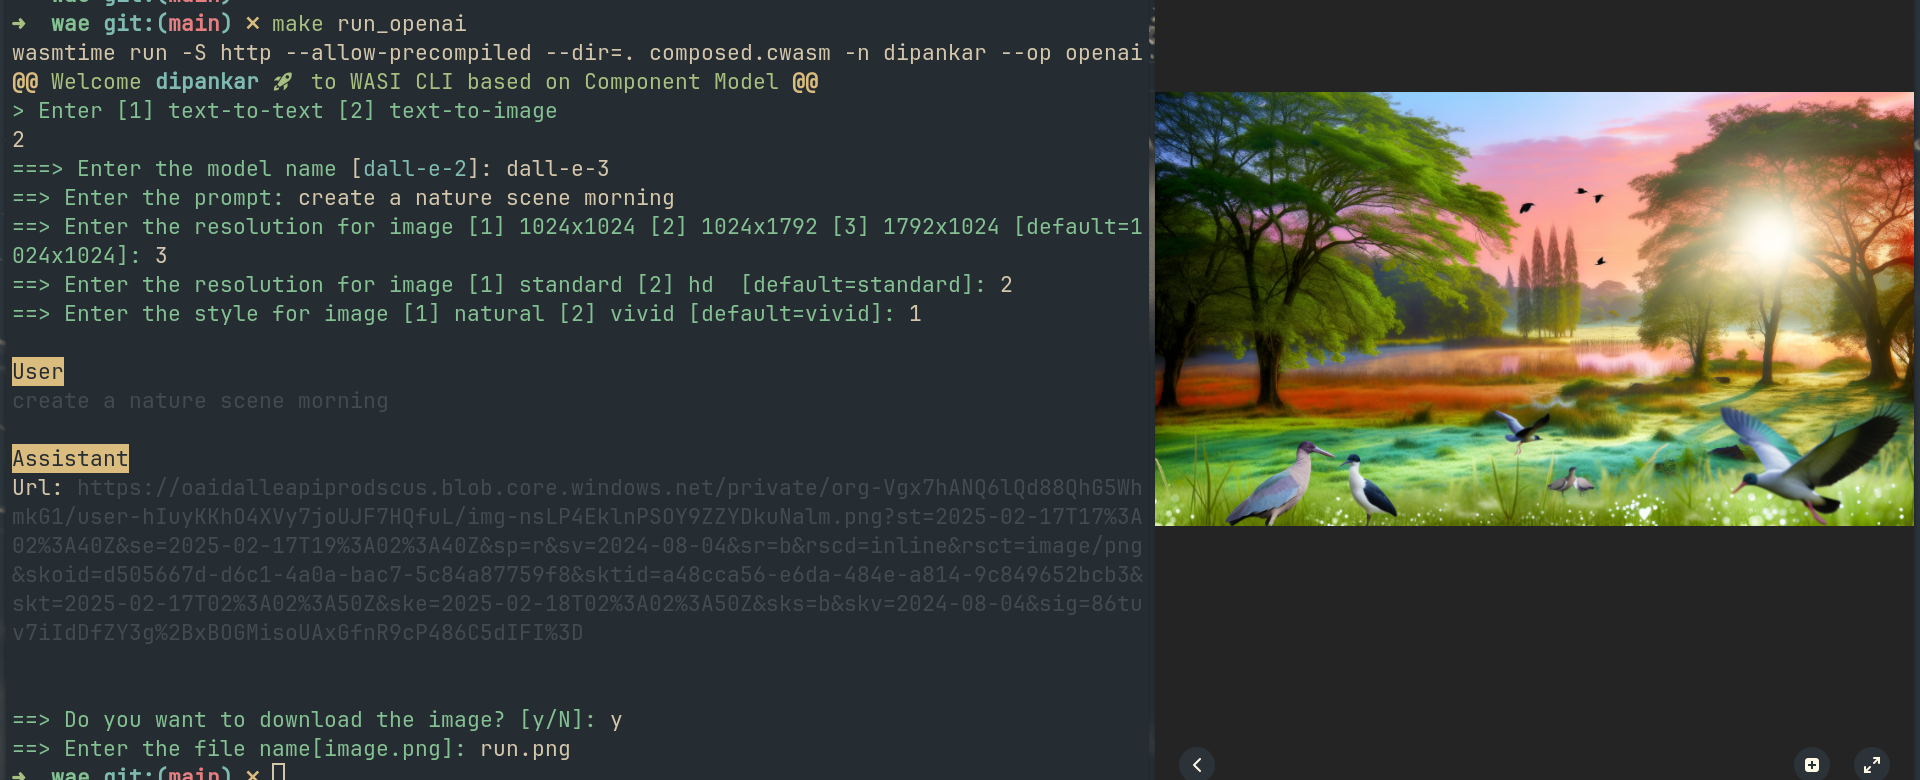 ➜  wae git:(main) ✕ make run_openai
wasmtime run -S http --allow-precompiled --dir=. composed.cwasm -n dipankar --op openai
@@ Welcome dipankar 🚀 to WASI CLI based on Component Model @@
> Enter [1] text-to-text [2] text-to-image
2
===> Enter the model name [dall-e-2]: dall-e-3
==> Enter the prompt: create a nature scene morning
==> Enter the resolution for image [1] 1024x1024 [2] 1024x1792 [3] 1792x1024 [default=1
024x1024]: 3
==> Enter the resolution for image [1] standard [2] hd  [default=standard]: 2
==> Enter the style for image [1] natural [2] vivid [default=vivid]: 1
User
create a nature scene morning
Assistant
Url: https://oaidalleapiprodscus.blob.core.windows.net/private/org-Vgx7hANQ6lQd88QhG5Wh
mkG1/user-hIuyKKhO4XVy7joUJF7HQfuL/img-nsLP4EklnPSOY9ZZYDkuNalm.png?st=2025-02-17T17%3A
02%3A40Z&se=2025-02-17T19%3A02%3A40Z&sp=r&sv=2024-08-04&sr=b&rscd=inline&rsct=image/png
&skoid=d505667d-d6c1-4a0a-bac7-5c84a87759f8&sktid=a48cca56-e6da-484e-a814-9c849652bcb3&
skt=2025-02-17T02%3A02%3A50Z&ske=2025-02-18T02%3A02%3A50Z&sks=b&skv=2024-08-04&sig=86tu
v7iIdDfZY3g%2BxBOGMisoUAxGfnR9cP486C5dIFI%3D
==> Do you want to download the image? [y/N]: y
==> Enter the file name[image.png]: run.png
➜  wae git:(main) ✕